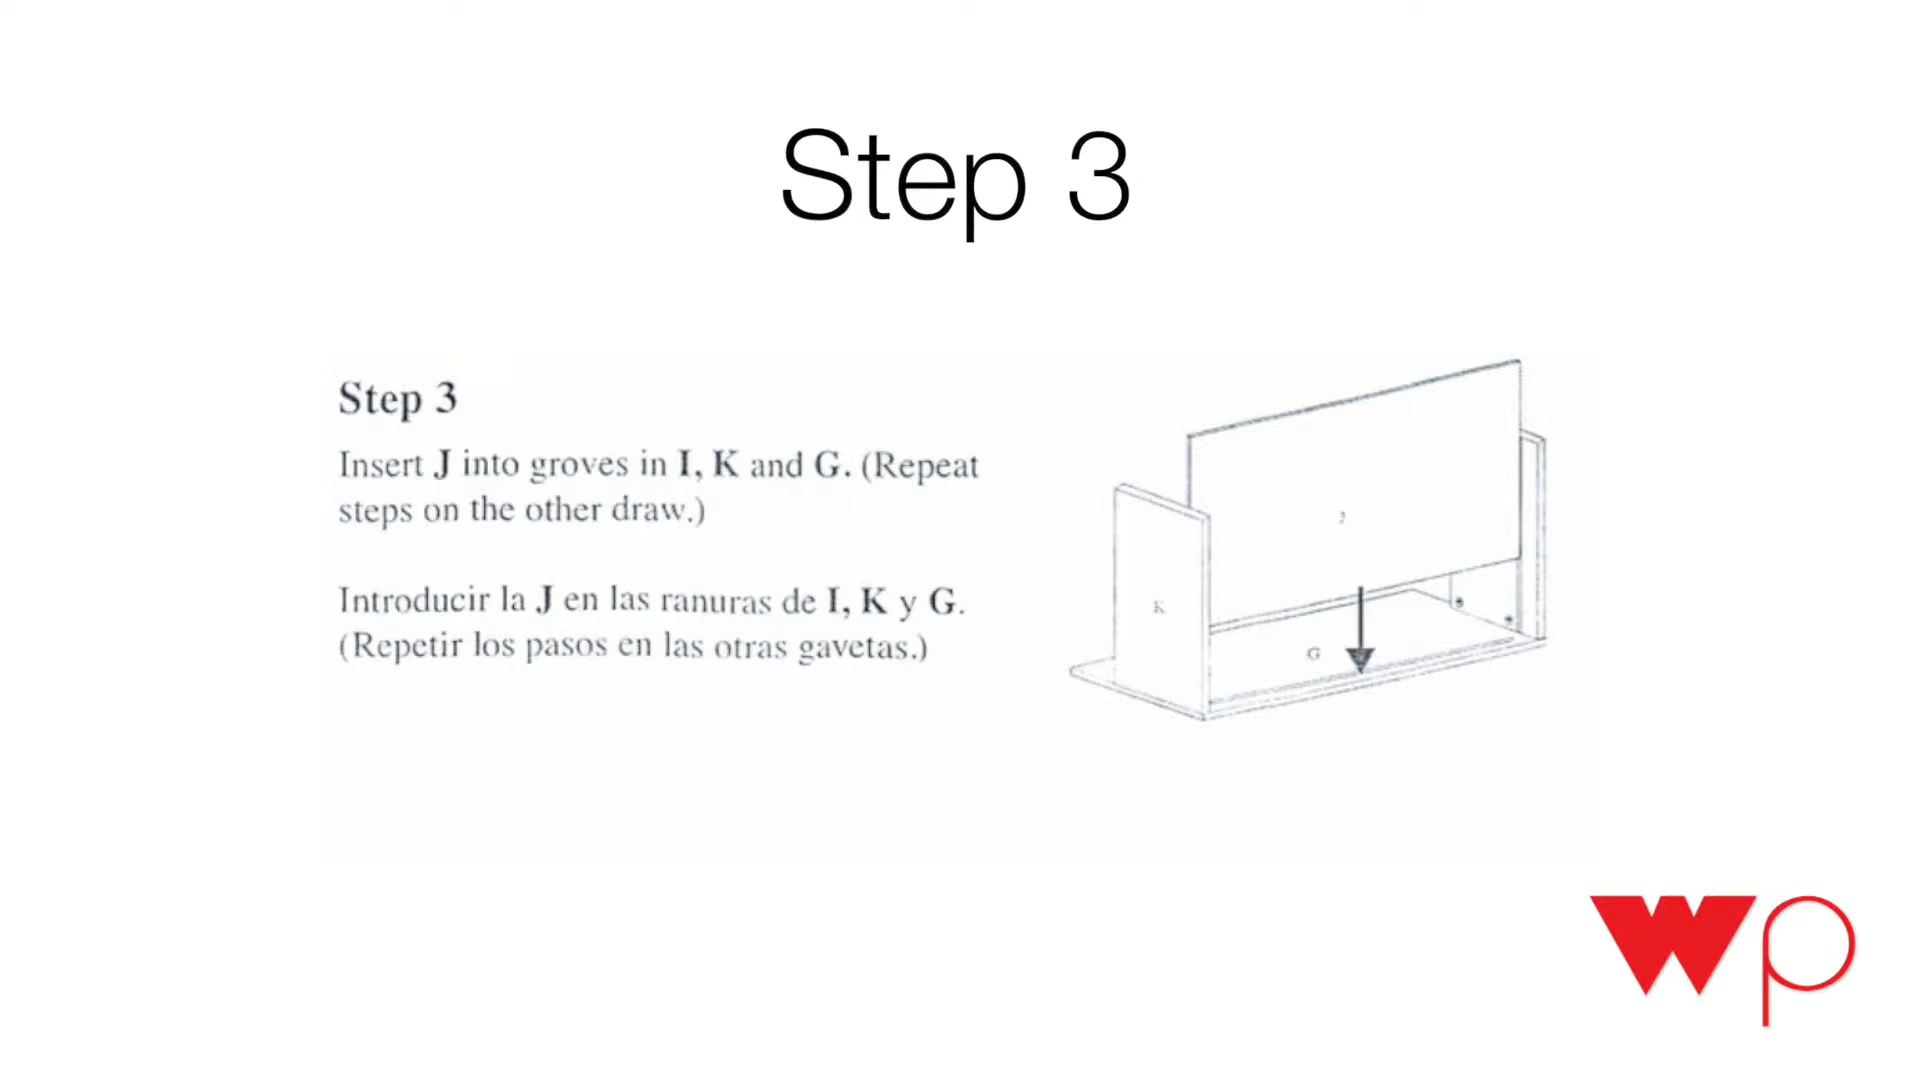 Step 3
Step 3
Insert J into groves in I, K and G. (Repeat
steps on the other draw.)
Introducir la J en las ranuras de I, K y G.
(Repetir los pasos en las otras gavetas.)
J
K
G
wp